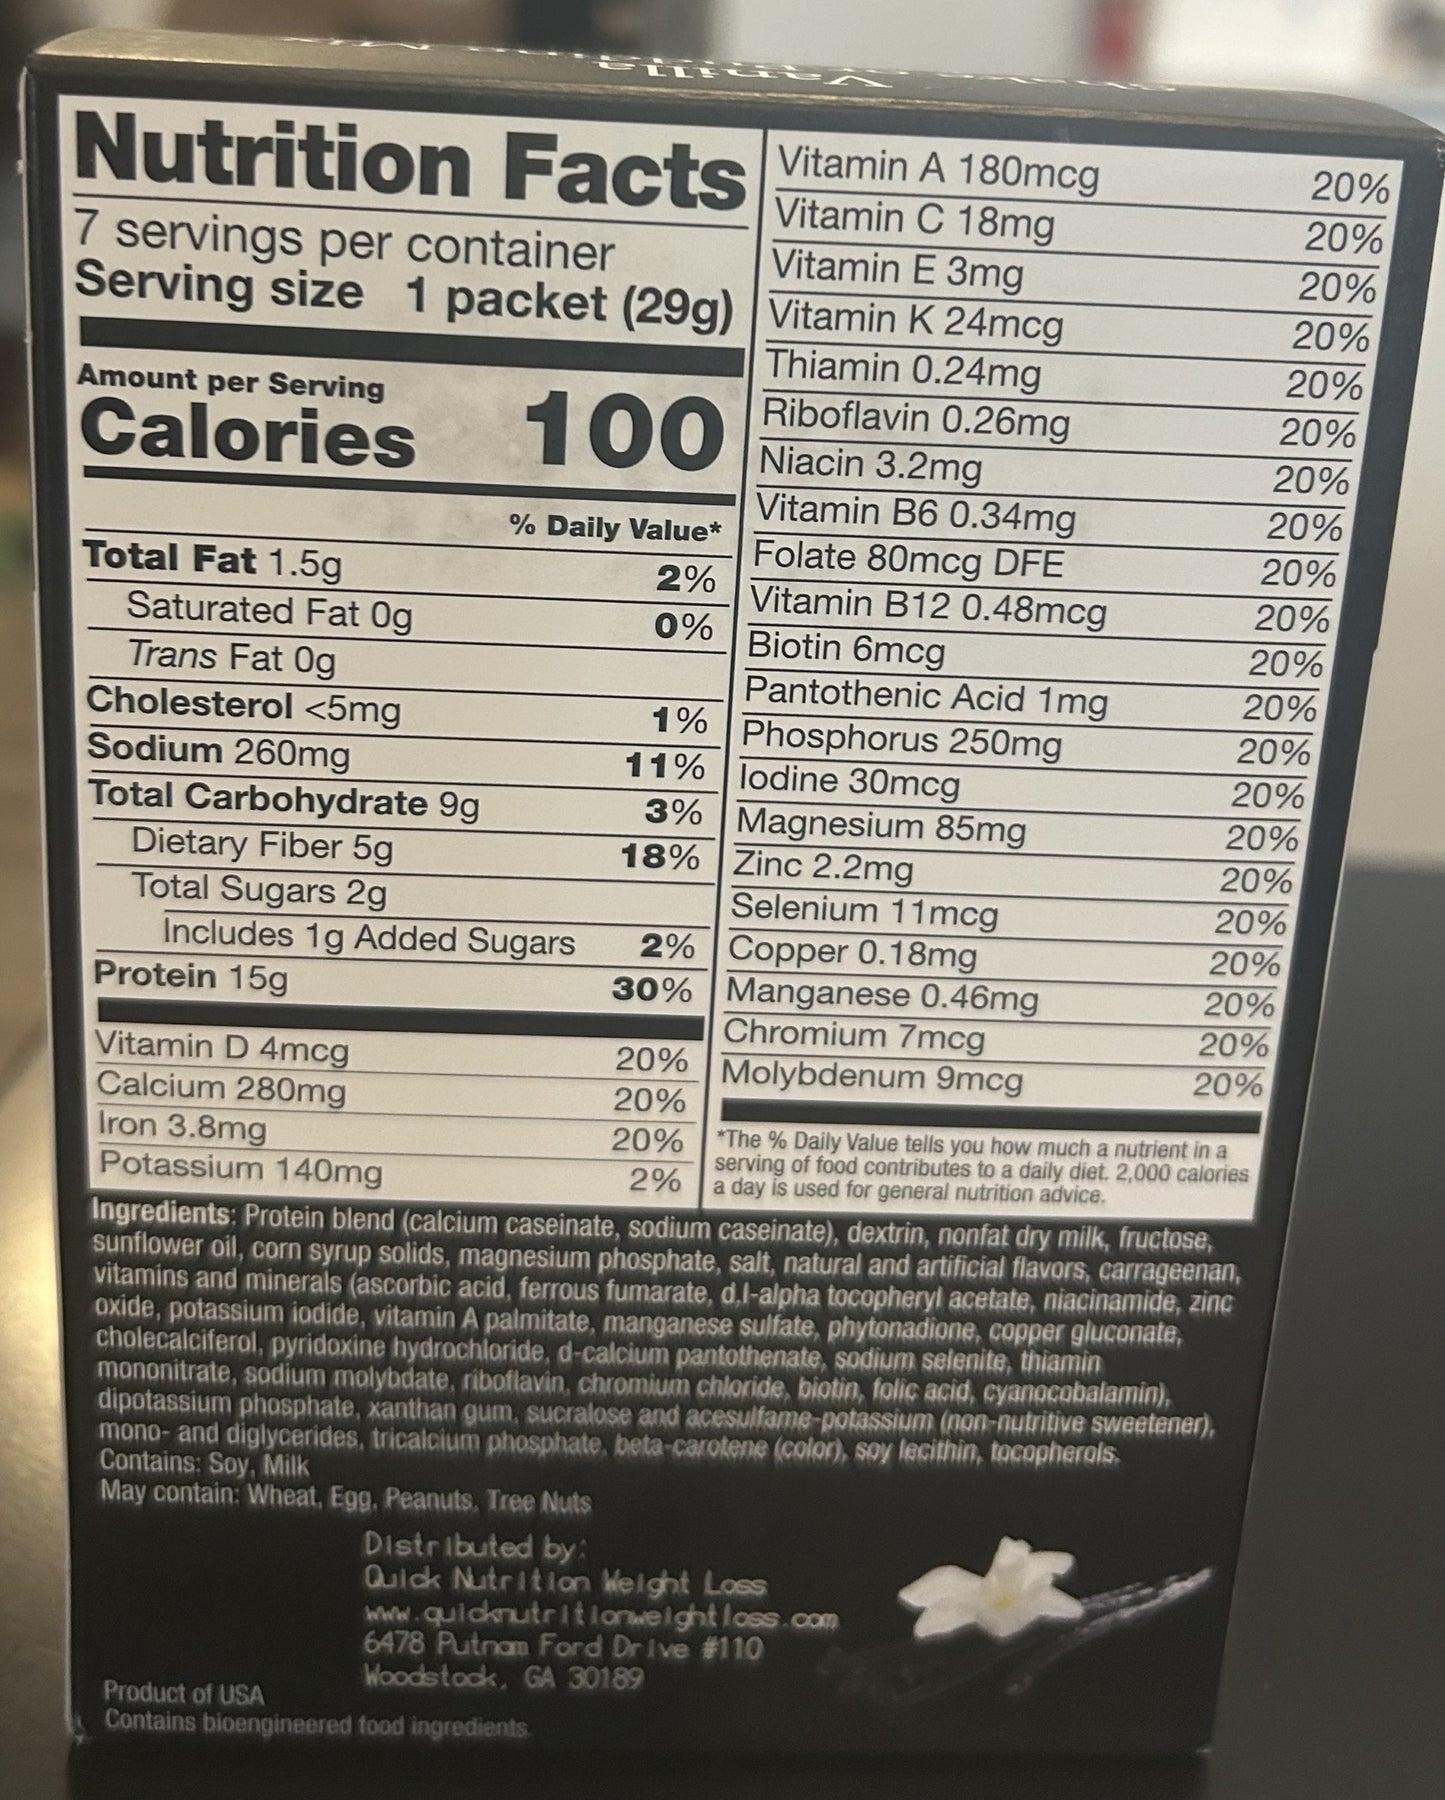 Vanilla
Nutrition Facts
7 servings per container
Serving size 1 packet (29g)
Amount per Serving
Calories 100
% Daily Value*
Total Fat 1.5g 2%
Saturated Fat 0g 0%
Trans Fat 0g
Cholesterol <5mg 1%
Sodium 260mg 11%
Total Carbohydrate 9g 3%
Dietary Fiber 5g 18%
Total Sugars 2g
Includes 1g Added Sugars 2%
Protein 15g 30%
Vitamin D 4mcg 20%
Calcium 280mg 20%
Iron 3.8mg 20%
Potassium 140mg 2%
Vitamin A 180mcg 20%
Vitamin C 18mg 20%
Vitamin E 3mg 20%
Vitamin K 24mcg 20%
Thiamin 0.24mg 20%
Riboflavin 0.26mg 20%
Niacin 3.2mg 20%
Vitamin B6 0.34mg 20%
Folate 80mcg DFE 20%
Vitamin B12 0.48mcg 20%
Biotin 6mcg 20%
Pantothenic Acid 1mg 20%
Phosphorus 250mg 20%
Iodine 30mcg 20%
Magnesium 85mg 20%
Zinc 2.2mg 20%
Selenium 11mcg 20%
Copper 0.18mg 20%
Manganese 0.46mg 20%
Chromium 7mcg 20%
Molybdenum 9mcg 20%
*The % Daily Value tells you how much a nutrient in a
serving of food contributes to a daily diet. 2,000 calories
a day is used for general nutrition advice.
Ingredients: Protein blend (calcium caseinate, sodium caseinate), dextrin, nonfat dry milk, fructose,
sunflower oil, corn syrup solids, magnesium phosphate, salt, natural and artificial flavors, carrageenan,
vitamins and minerals (ascorbic acid, ferrous fumarate, d,l-alpha tocopheryl acetate, niacinamide, zinc
oxide, potassium iodide, vitamin A palmitate, manganese sulfate, phytonadione, copper gluconate,
cholecalciferol, pyridoxine hydrochloride, d-calcium pantothenate, sodium selenite, thiamin
mononitrate, sodium molybdate, riboflavin, chromium chloride, biotin, folic acid, cyanocobalamin),
dipotassium phosphate, xanthan gum, sucralose and acesulfame-potassium (non-nutritive sweetener),
mono- and diglycerides, tricalcium phosphate, beta-carotene (color), soy lecithin, tocopherols.
Contains: Soy, Milk
May contain: Wheat, Egg, Peanuts, Tree Nuts
Distributed by:
Quick Nutrition Weight Loss
www.quicknutritionweightloss.com
6478 Putnam Ford Drive #110
Woodstock, GA 30189
Product of USA
Contains bioengineered food ingredients.